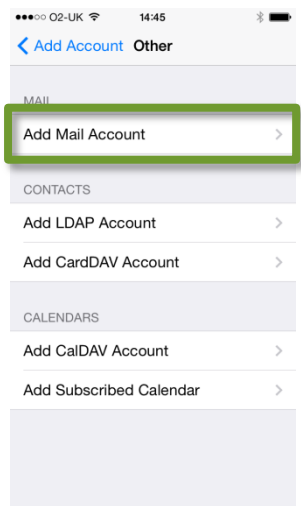 O2-UK 14:45
Add Account Other
MAIL
Add Mail Account
CONTACTS
Add LDAP Account
Add CardDAV Account
CALENDARS
Add CalDAV Account
Add Subscribed Calendar